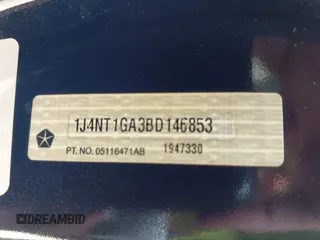 1J4NT1GA3BD146853
PT. NO. 05116471AB 1947330
DREAMBID